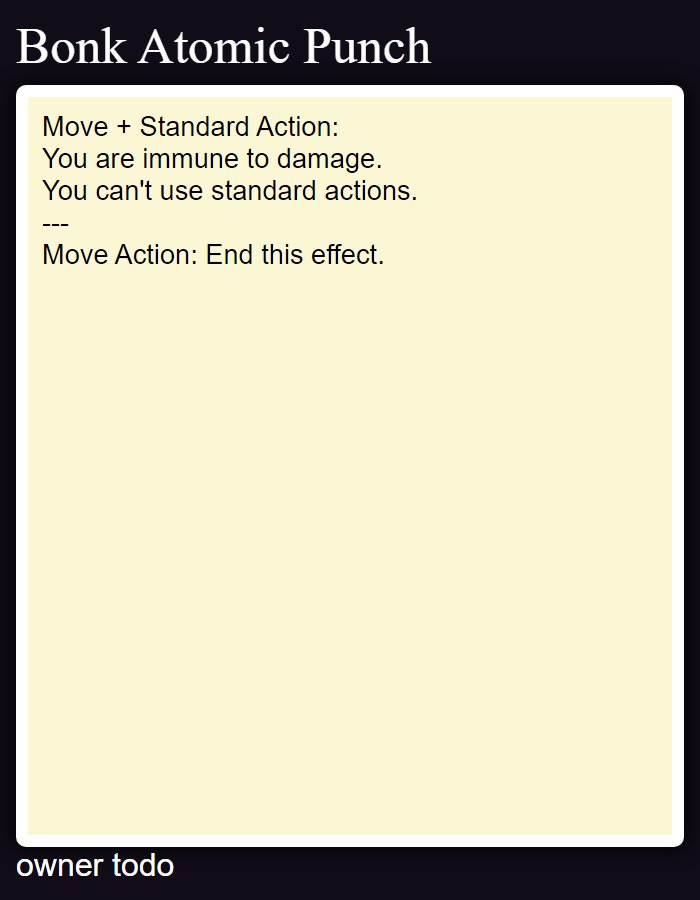 Bonk Atomic Punch
Move + Standard Action:
You are immune to damage.
You can't use standard actions.
---
Move Action: End this effect.
owner todo